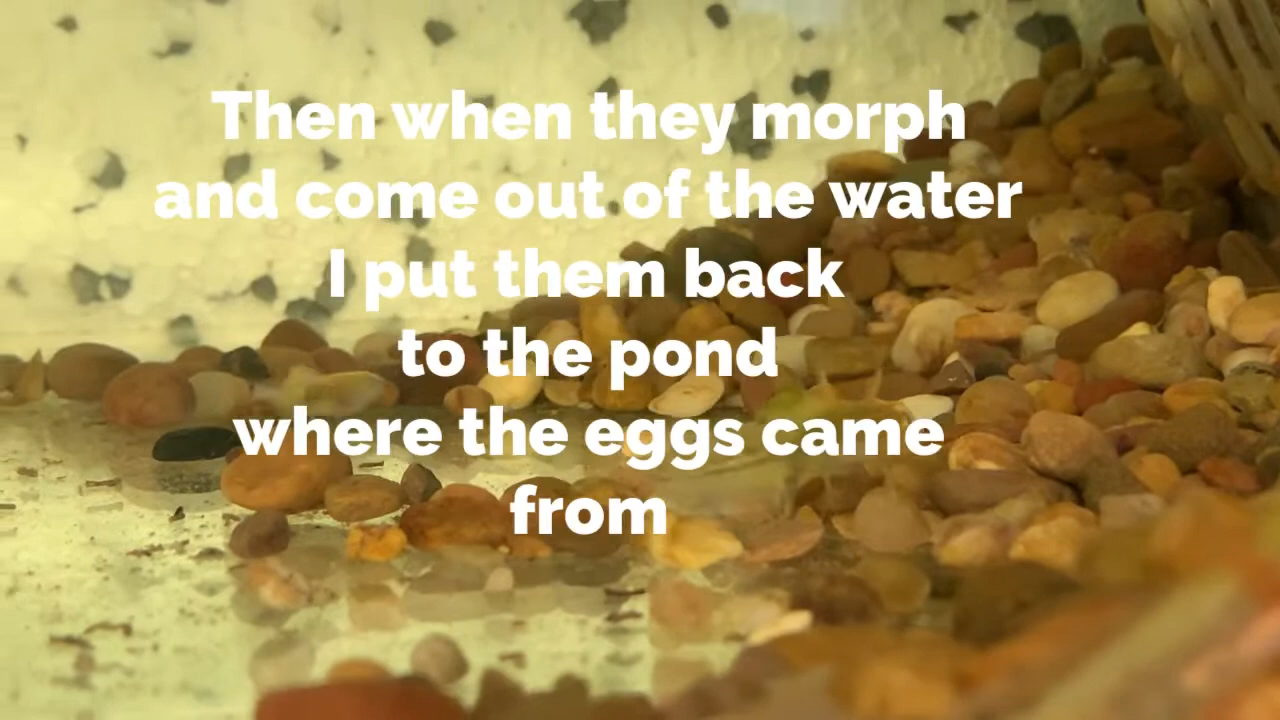 Then when they morph
and come out of the water
I put them back
to the pond
where the eggs came
from